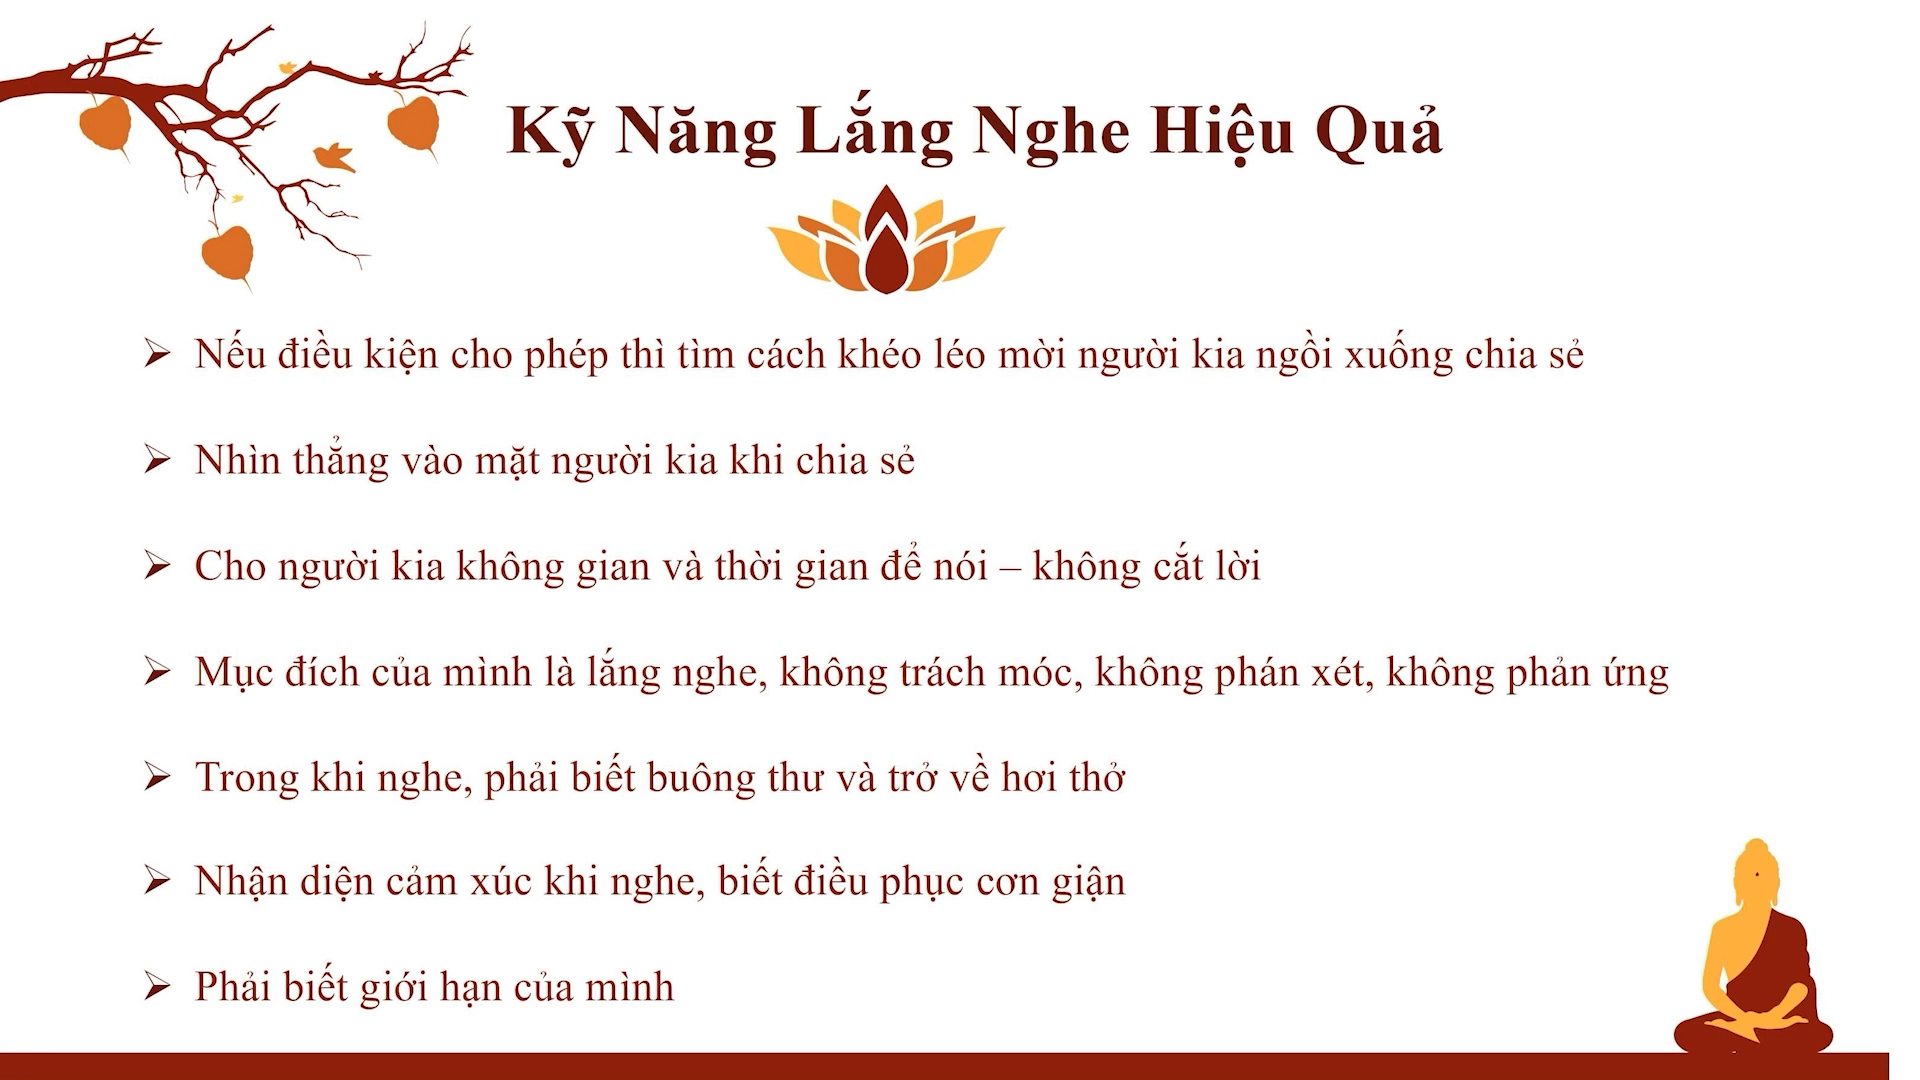 Kỹ Năng Lắng Nghe Hiệu Quả
➢ Nếu điều kiện cho phép thì tìm cách khéo léo mời người kia ngồi xuống chia sẻ
➢ Nhìn thẳng vào mặt người kia khi chia sẻ
➢ Cho người kia không gian và thời gian để nói – không cắt lời
➢ Mục đích của mình là lắng nghe, không trách móc, không phán xét, không phản ứng
➢ Trong khi nghe, phải biết buông thư và trở về hơi thở
➢ Nhận diện cảm xúc khi nghe, biết điều phục cơn giận
➢ Phải biết giới hạn của mình